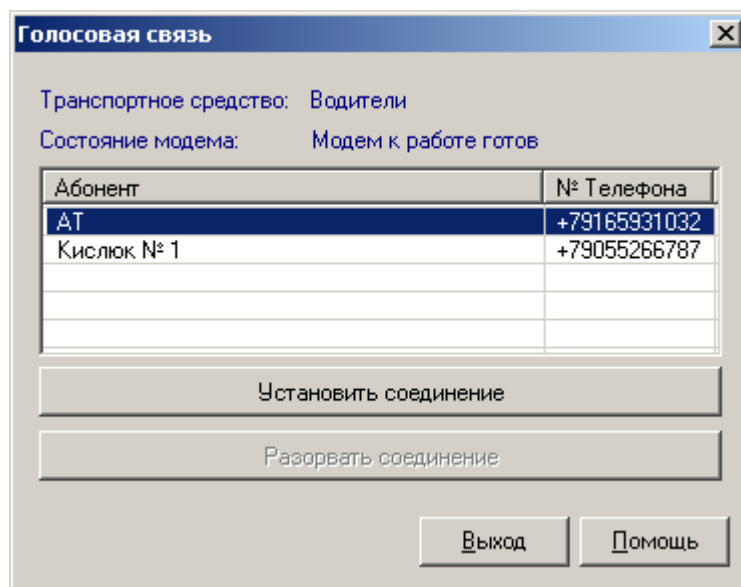 Голосовая связь
Транспортное средство: Водители
Состояние модема: Модем к работе готов
Абонент № Телефона
АТ +79165931032
Кислюк № 1 +79055266787
Установить соединение
Разорвать соединение
Выход Помощь